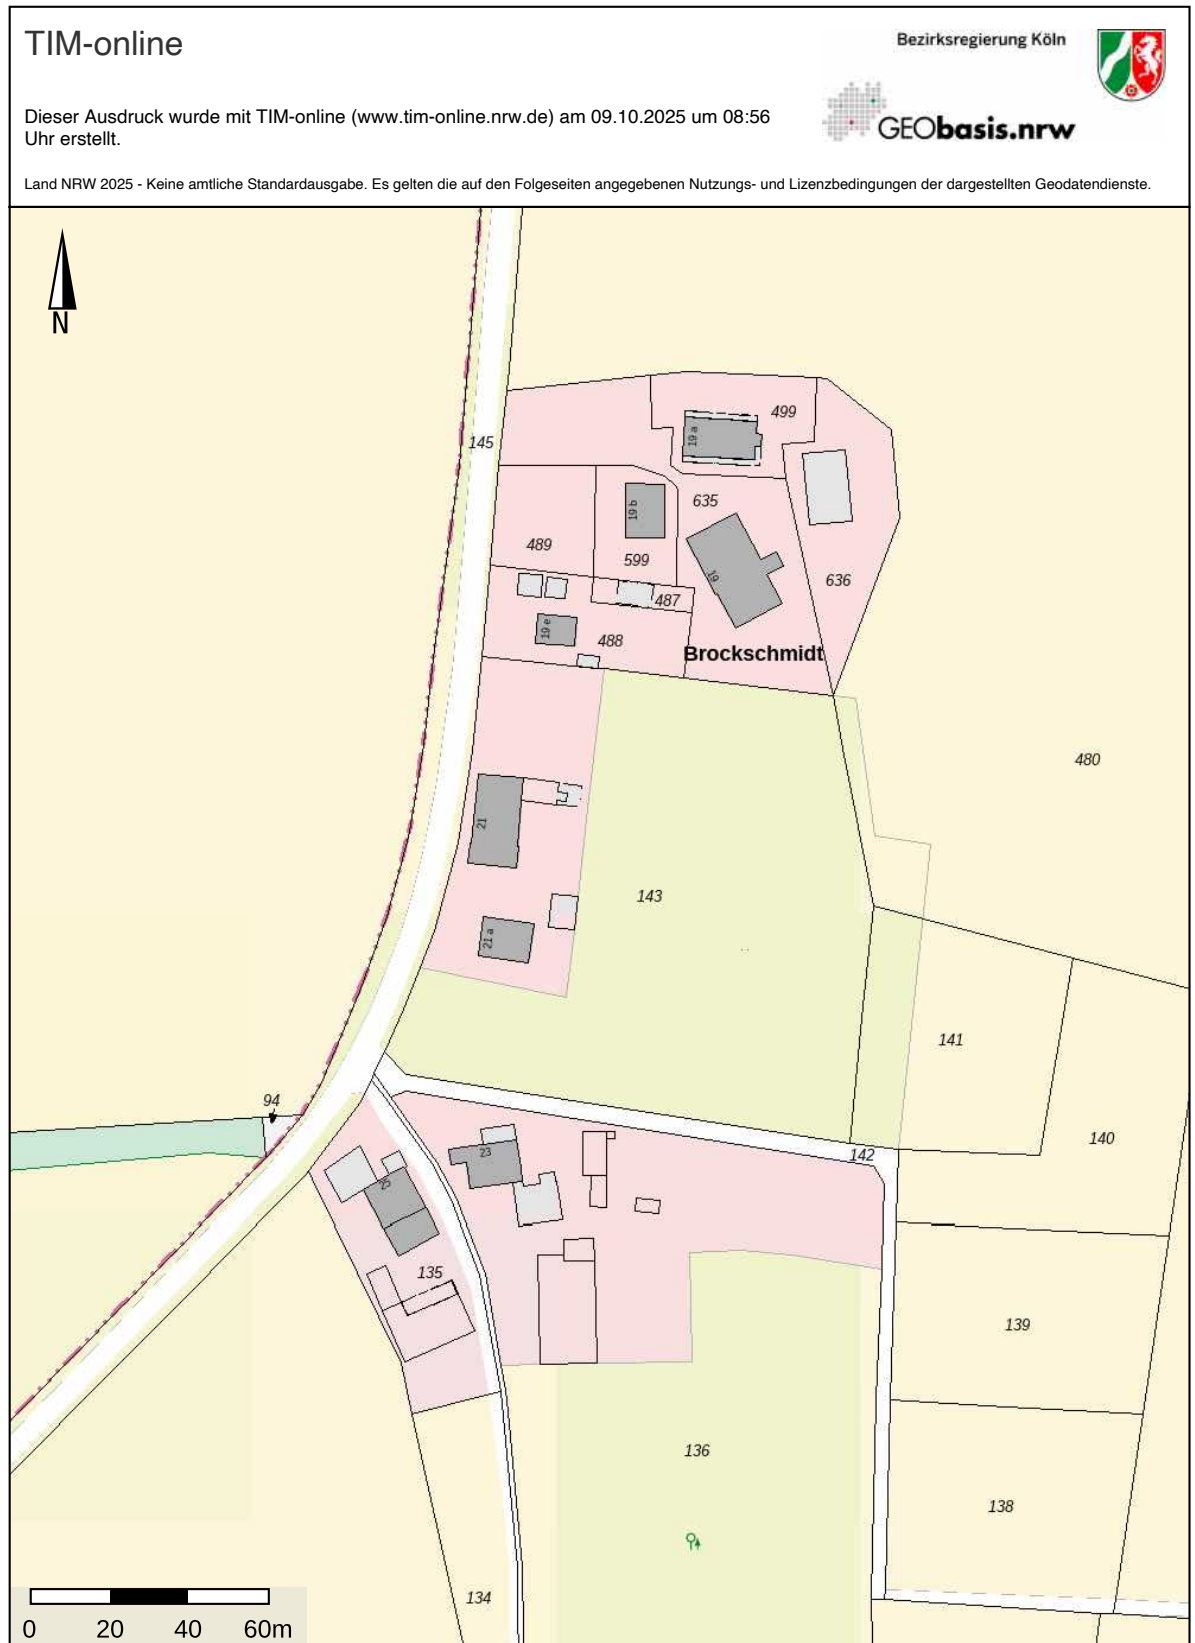 TIM-online
Bezirksregierung Köln
GEObasis.nrw
Dieser Ausdruck wurde mit TIM-online (www.tim-online.nrw.de) am 09.10.2025 um 08:56
Uhr erstellt.
Land NRW 2025 - Keine amtliche Standardausgabe. Es gelten die auf den Folgeseiten angegebenen Nutzungs- und Lizenzbedingungen der dargestellten Geodatendienste.
N
499
19 a
145
635
19 b
489
599
19
636
487
19 e
488
Brockschmidt
480
21
143
21 a
141
94
140
142
23
25
135
139
136
138
134
0 20 40 60m